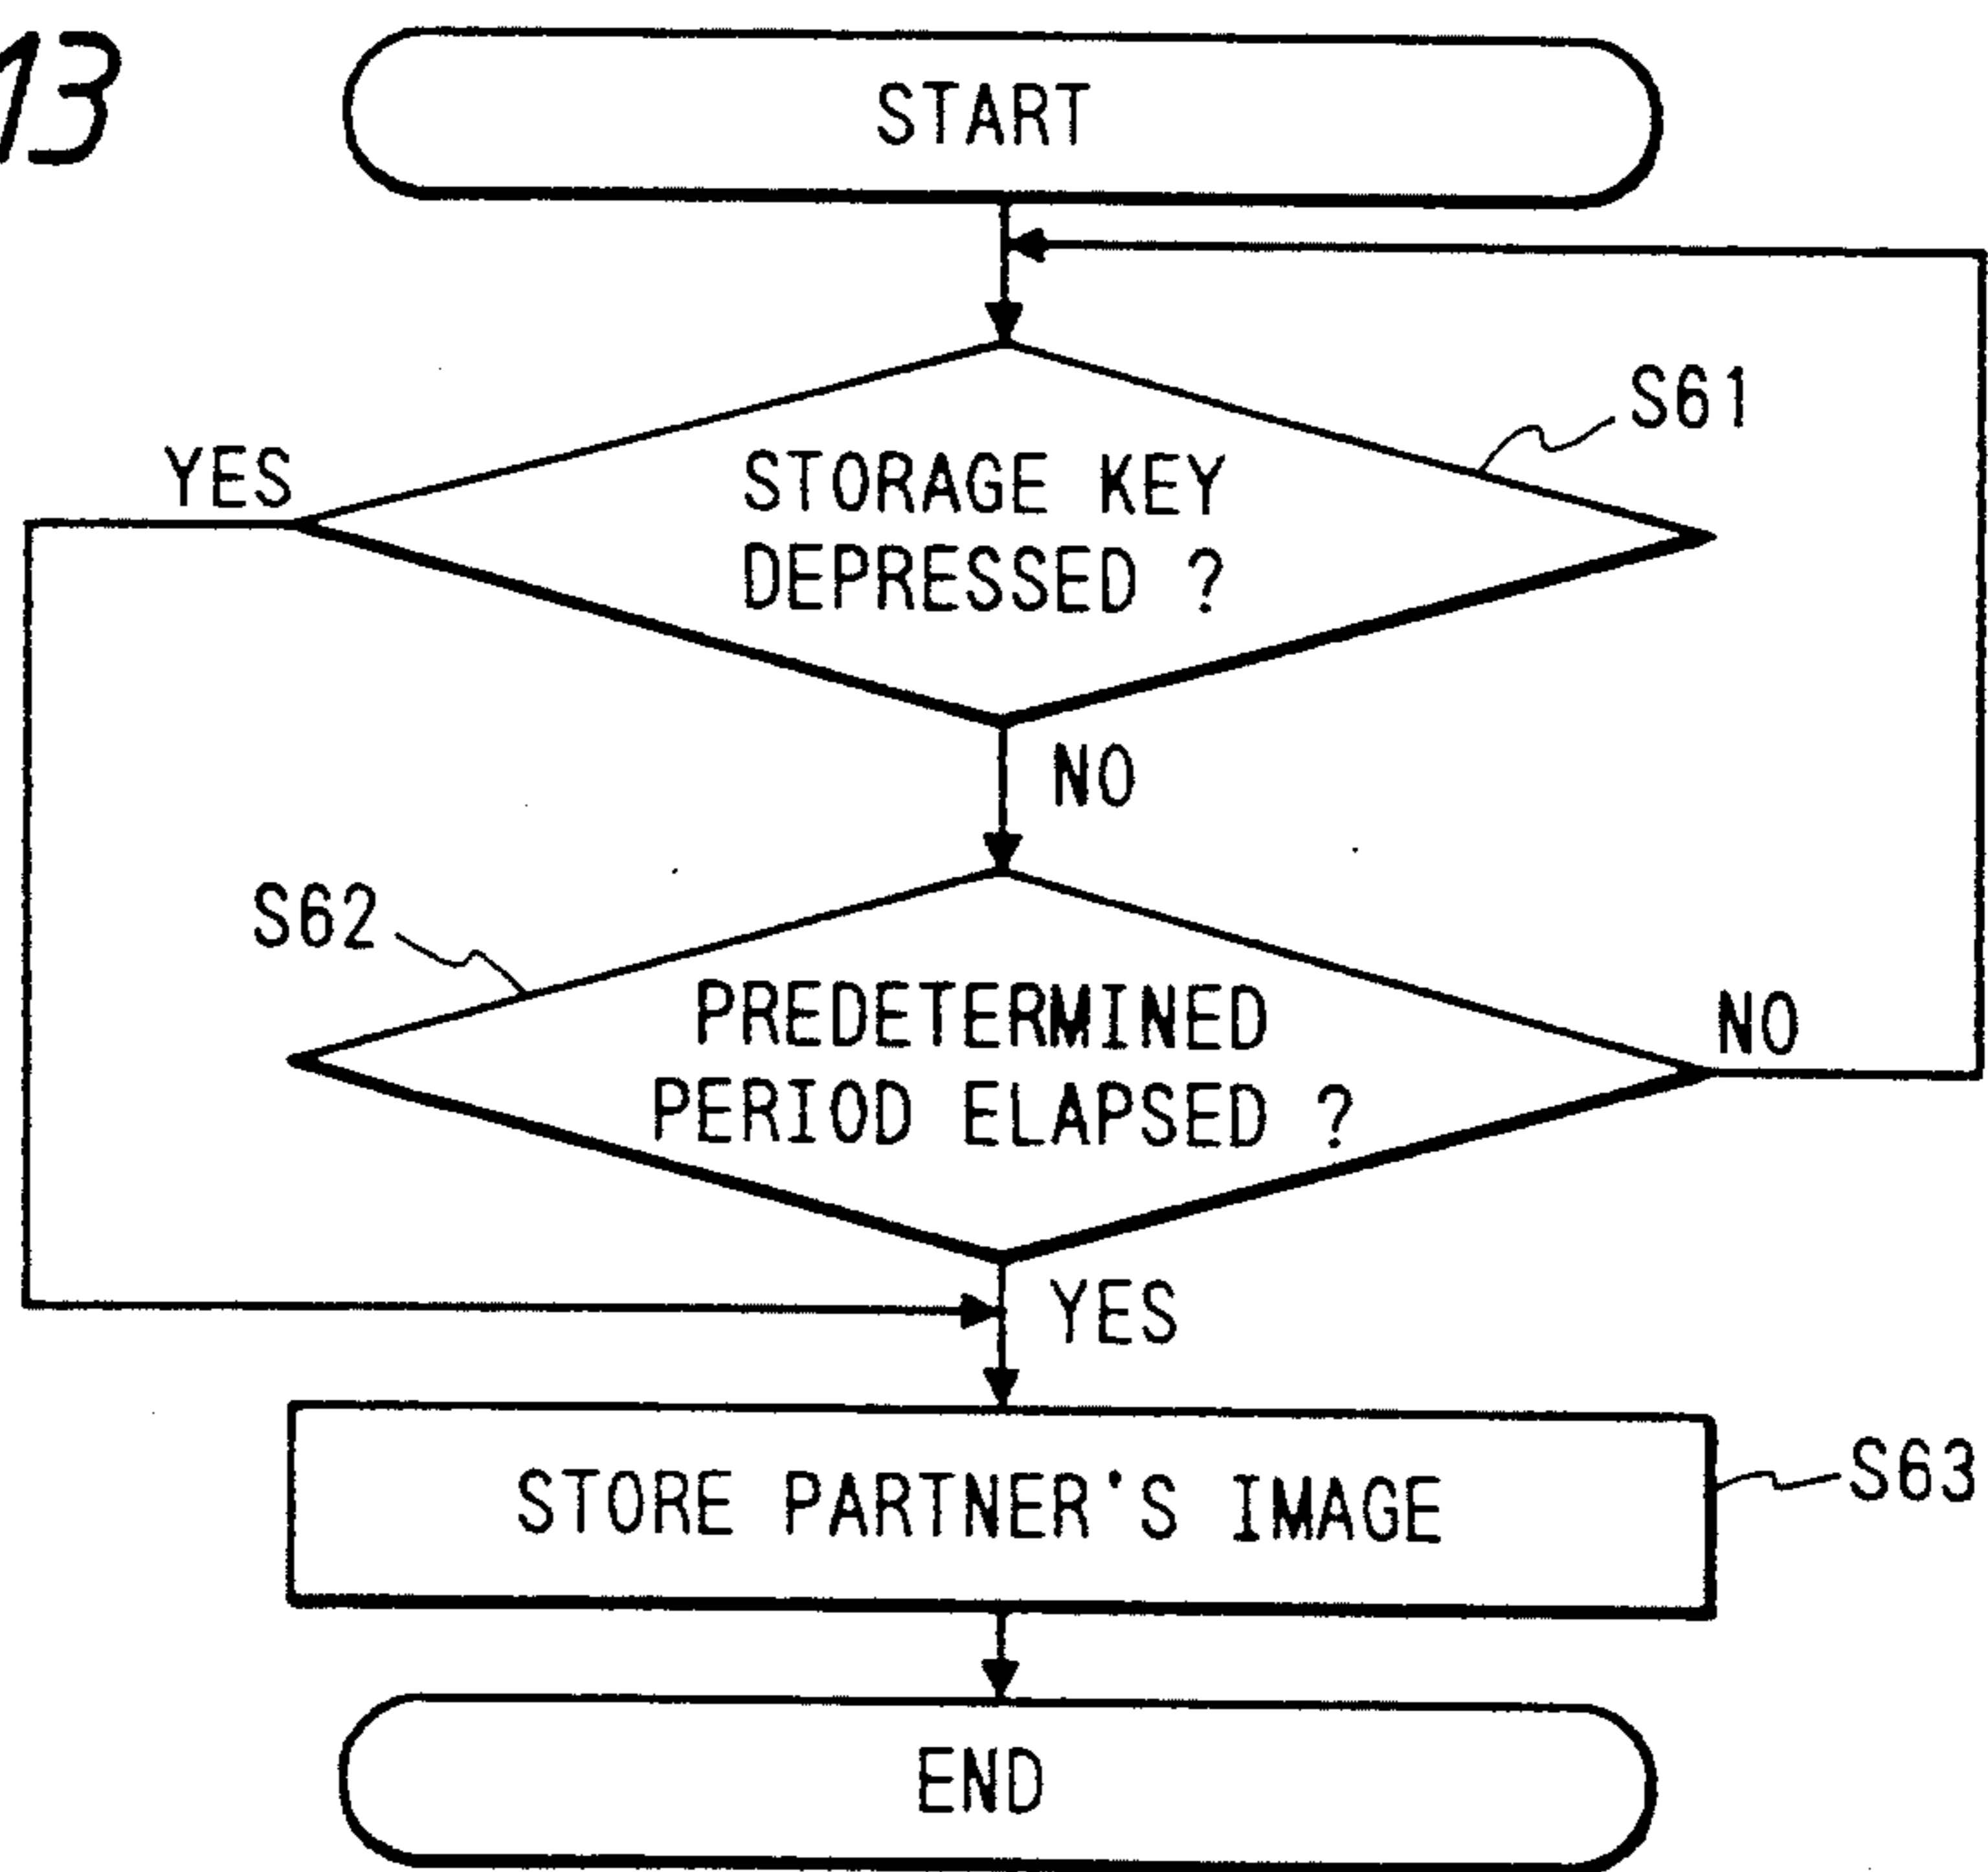 13
START
S61
YES
STORAGE KEY
DEPRESSED ?
NO
S62
PREDETERMINED
PERIOD ELAPSED ?
NO
YES
STORE PARTNER'S IMAGE
S63
END